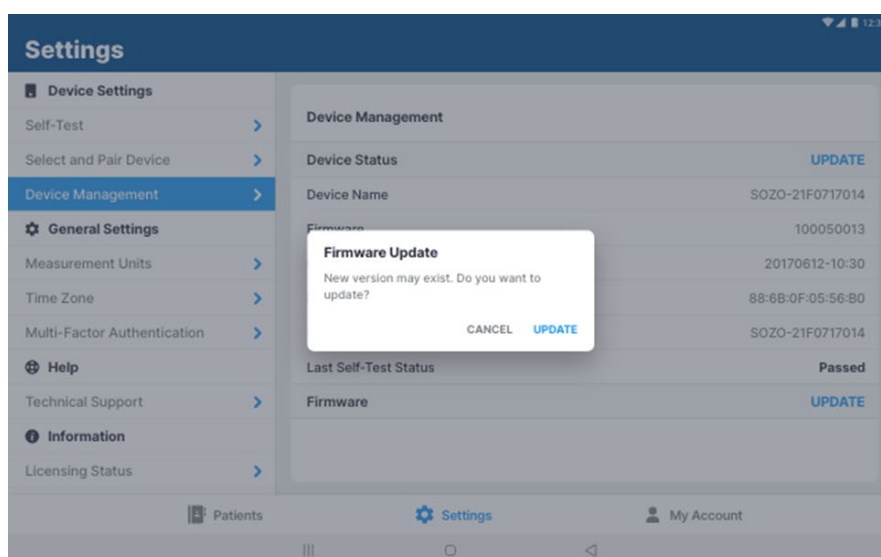 12:3
Settings
Device Settings
Self-Test
Select and Pair Device
Device Management
General Settings
Measurement Units
Time Zone
Multi-Factor Authentication
Help
Technical Support
Information
Licensing Status
Device Management
Device Status UPDATE
Device Name SOZO-21F0717014
Firmware 100050013
20170612-10:30
88:6B:0F:05:56:B0
SOZO-21F0717014
Firmware Update
New version may exist. Do you want to
update?
CANCEL UPDATE
Last Self-Test Status Passed
Firmware UPDATE
Patients Settings My Account